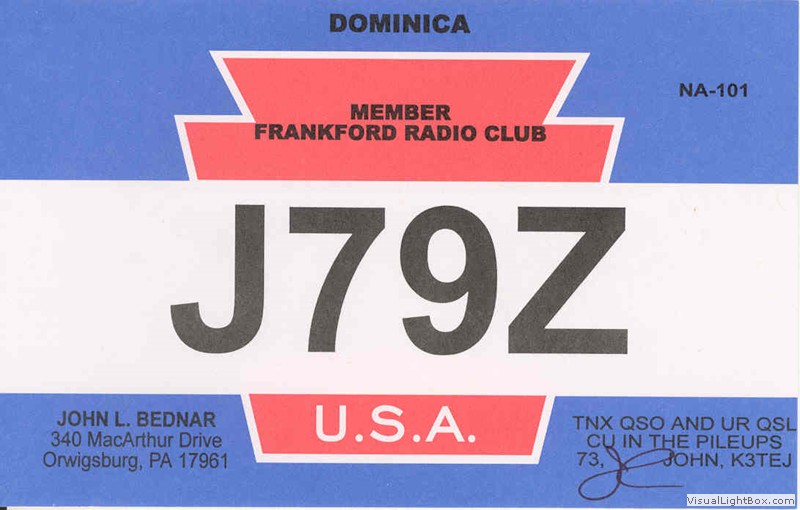 DOMINICA
NA-101
MEMBER
FRANKFORD RADIO CLUB
J79Z
U.S.A.
JOHN L. BEDNAR
340 MacArthur Drive
Orwigsburg, PA 17961
TNX QSO AND UR QSL
CU IN THE PILEUPS
73, JOHN, K3TEJ
VisualLightBox.com